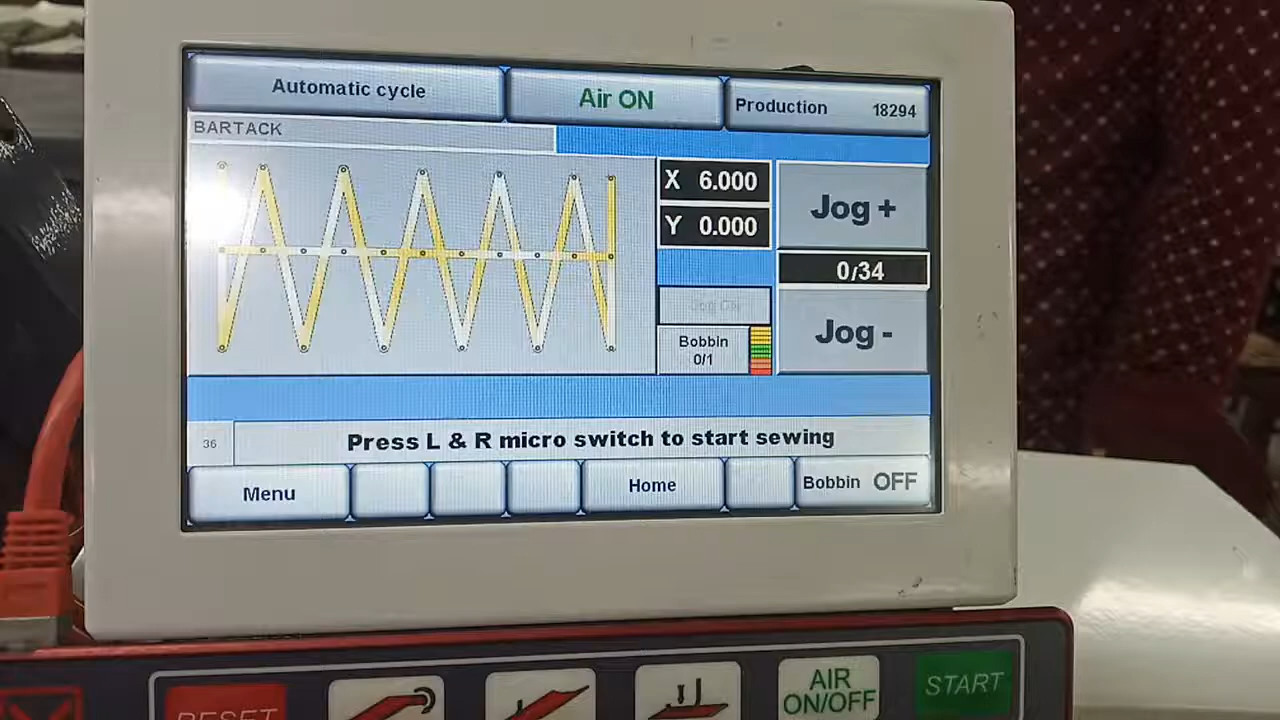 Automatic cycle
Air ON
Production 18294
BARTACK
X 6.000
Y 0.000
Jog +
0/34
Jog -
Bobbin
0/1
36
Press L & R micro switch to start sewing
Menu
Home
Bobbin OFF
RESET
AIR
ON/OFF
START